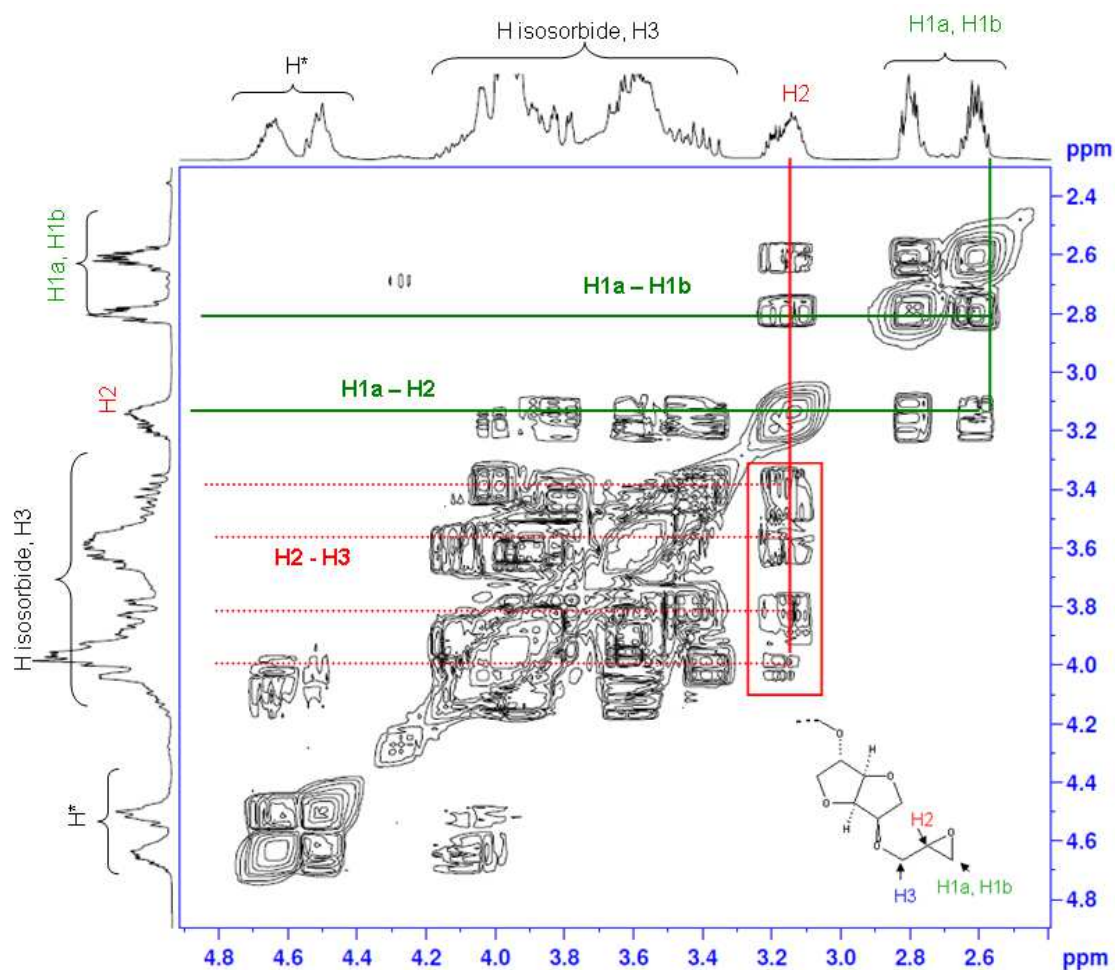 H isosorbide, H3
H1a, H1b
H*
H2
ppm
H1a, H1b
H2
H isosorbide, H3
H*
2.4
2.6
2.8
3.0
3.2
3.4
3.6
3.8
4.0
4.2
4.4
4.6
4.8
ppm
H1a – H1b
H1a – H2
H2 - H3
H
O
O
O
H
H2
O
O
H3
H1a, H1b
4.8 4.6 4.4 4.2 4.0 3.8 3.6 3.4 3.2 3.0 2.8 2.6
ppm